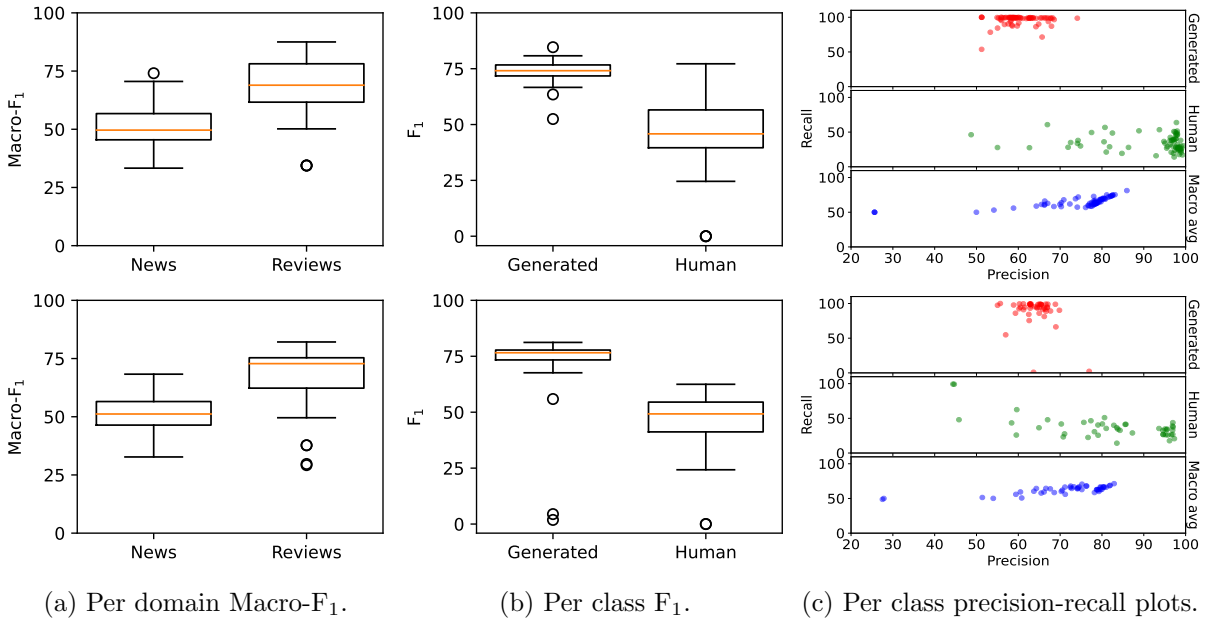 100
75
50
25
0
Macro-F1
News
Reviews
100
75
50
25
0
F1
Generated
Human
100
50
0
Generated
100
50
0
Recall
Human
100
50
0
Macro avg
20 30 40 50 60 70 80 90 100
Precision
100
75
50
25
0
Macro-F1
News
Reviews
100
75
50
25
0
F1
Generated
Human
100
50
0
Generated
100
50
0
Recall
Human
100
50
0
Macro avg
20 30 40 50 60 70 80 90 100
Precision
(a) Per domain Macro-F1.
(b) Per class F1.
(c) Per class precision-recall plots.